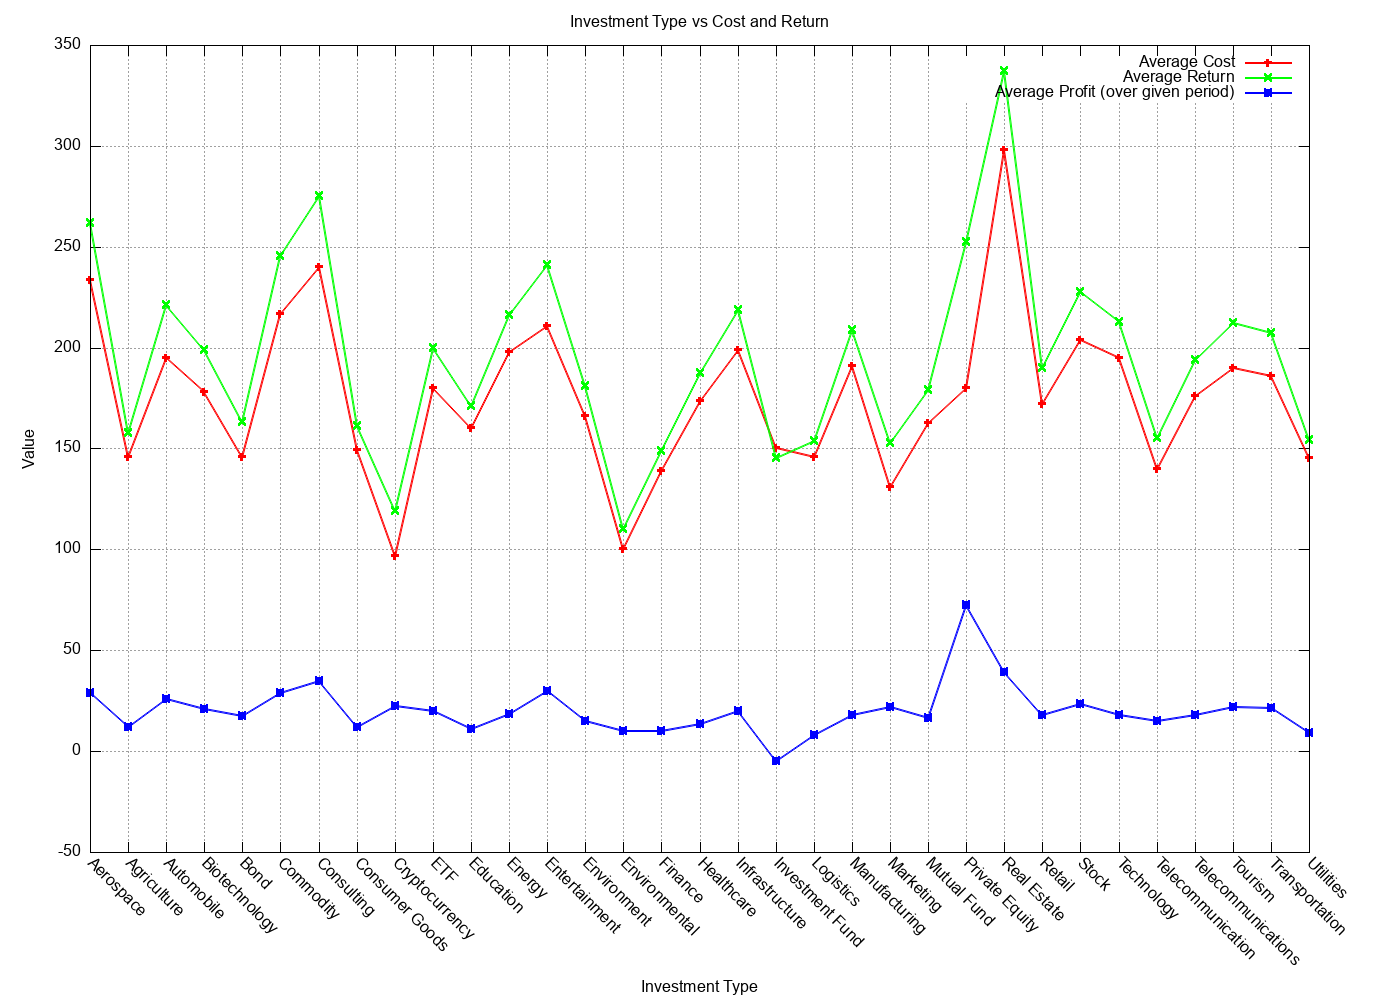 Investment Type vs Cost and Return
Average Cost
Average Return
Average Profit (over given period)
350
300
250
200
150
100
50
0
-50
Value
Aerospace
Agriculture
Automobile
Biotechnology
Bond
Commodity
Consulting
Consumer Goods
Cryptocurrency
ETF
Education
Energy
Entertainment
Environment
Environmental
Finance
Healthcare
Infrastructure
Investment Fund
Logistics
Manufacturing
Marketing
Mutual Fund
Private Equity
Real Estate
Retail
Stock
Technology
Telecommunication
Telecommunications
Tourism
Transportation
Utilities
Investment Type